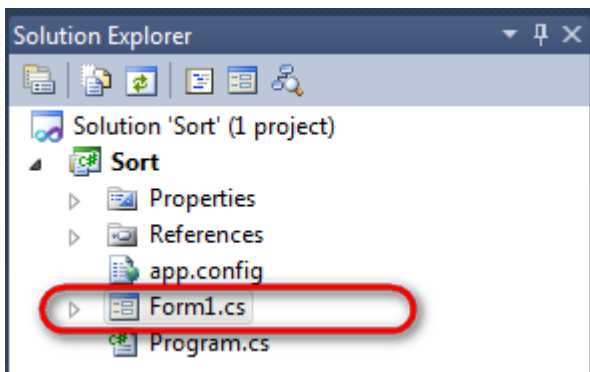 Solution Explorer
Solution 'Sort' (1 project)
Sort
Properties
References
app.config
Form1.cs
Program.cs